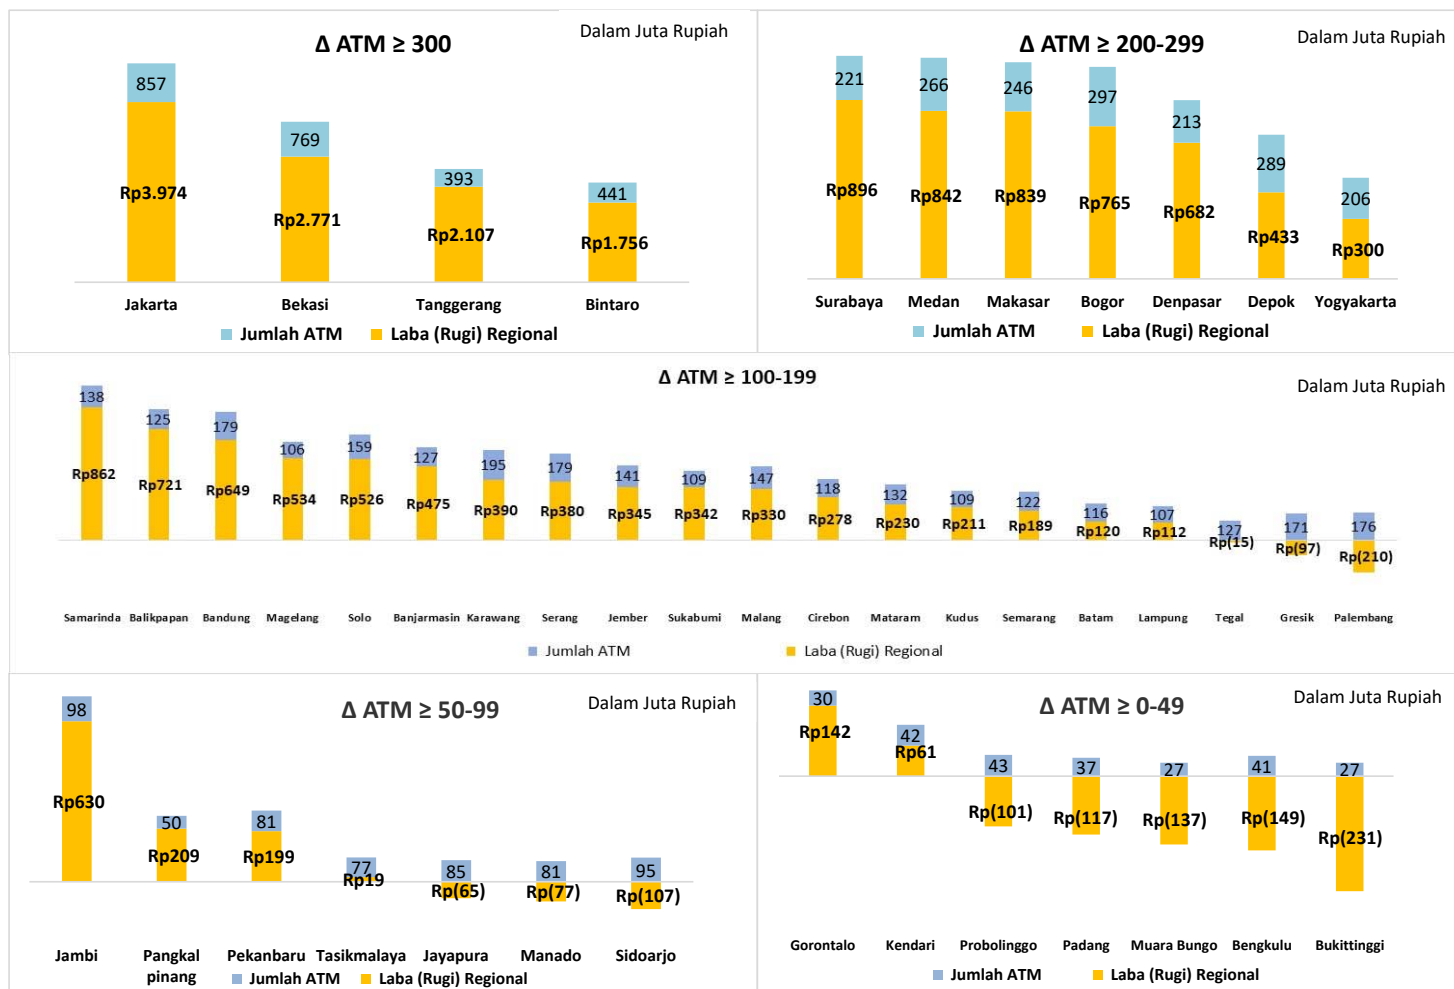 Δ ATM ≥ 300
Dalam Juta Rupiah
857
769
393
441
Rp3.974
Rp2.771
Rp2.107
Rp1.756
Jakarta Bekasi Tanggerang Bintaro
Jumlah ATM Laba (Rugi) Regional
Δ ATM ≥ 200-299
Dalam Juta Rupiah
221 266 246 297 213 289 206
Rp896 Rp842 Rp839 Rp765 Rp682 Rp433 Rp300
Surabaya Medan Makasar Bogor Denpasar Depok Yogyakarta
Jumlah ATM Laba (Rugi) Regional
Δ ATM ≥ 100-199
Dalam Juta Rupiah
138 125 179 106 159 127 195 179 141 109 147 118 132 109 122 116 107 127 171 176
Rp862 Rp721 Rp649 Rp534 Rp526 Rp475 Rp390 Rp380 Rp345 Rp342 Rp330 Rp278 Rp230 Rp211 Rp189 Rp120 Rp112 Rp(15) Rp(97) Rp(210)
Samarinda Balikpapan Bandung Magelang Solo Banjarmasin Karawang Serang Jember Sukabumi Malang Cirebon Mataram Kudus Semarang Batam Lampung Tegal Gresik Palembang
Jumlah ATM Laba (Rugi) Regional
Δ ATM ≥ 50-99
Dalam Juta Rupiah
98 50 81 77 85 81 95
Rp630 Rp209 Rp199 Rp19 Rp(65) Rp(77) Rp(107)
Jambi Pangkal Pekanbaru Tasikmalaya Jayapura Manado Sidoarjo
pinang
Jumlah ATM Laba (Rugi) Regional
Δ ATM ≥ 0-49
Dalam Juta Rupiah
30 42 43 37 27 41 27
Rp142 Rp61 Rp(101) Rp(117) Rp(137) Rp(149) Rp(231)
Gorontalo Kendari Probolinggo Padang Muara Bungo Bengkulu Bukittinggi
Jumlah ATM Laba (Rugi) Regional